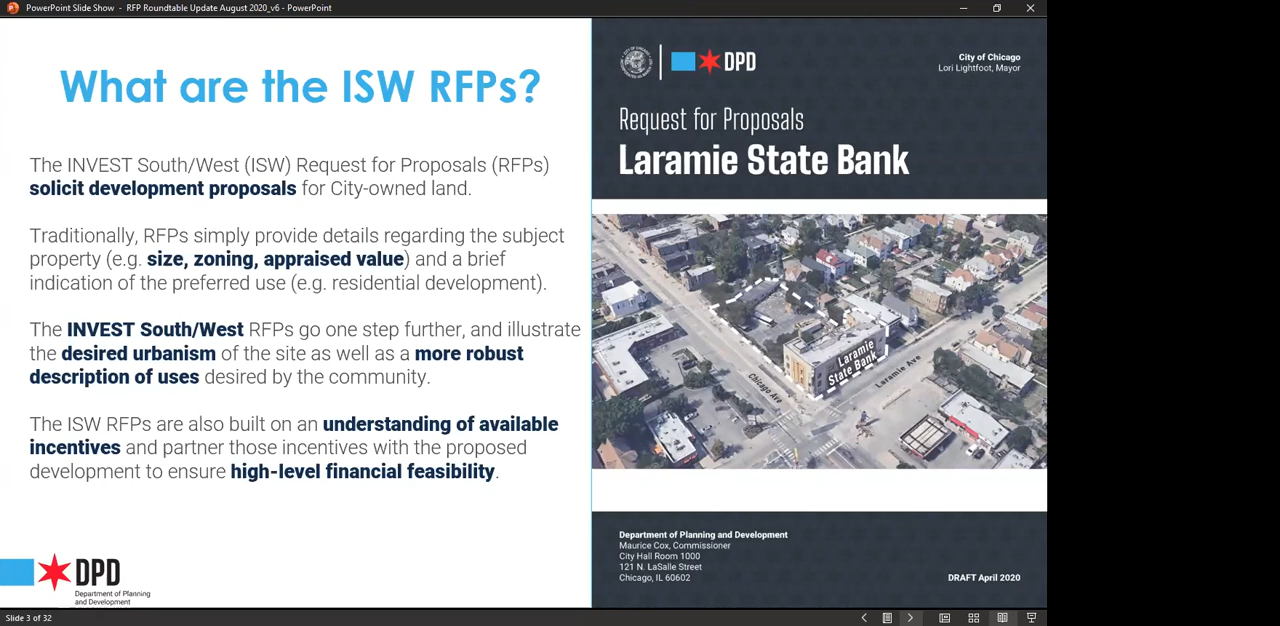 PowerPoint Slide Show - RFP Roundtable Update August 2020_v6 - PowerPoint
What are the ISW RFPs?
The INVEST South/West (ISW) Request for Proposals (RFPs)
solicit development proposals for City-owned land.
Traditionally, RFPs simply provide details regarding the subject
property (e.g. size, zoning, appraised value) and a brief
indication of the preferred use (e.g. residential development).
The INVEST South/West RFPs go one step further, and illustrate
the desired urbanism of the site as well as a more robust
description of uses desired by the community.
The ISW RFPs are also built on an understanding of available
incentives and partner those incentives with the proposed
development to ensure high-level financial feasibility.
DPD
Department of Planning
and Development
DPD
City of Chicago
Lori Lightfoot, Mayor
Request for Proposals
Laramie State Bank
Laramie
State Bank
Chicago Ave
Laramie Ave
Department of Planning and Development
Maurice Cox, Commissioner
City Hall Room 1000
121 N. LaSalle Street
Chicago, IL 60602
DRAFT April 2020
Slide 3 of 32